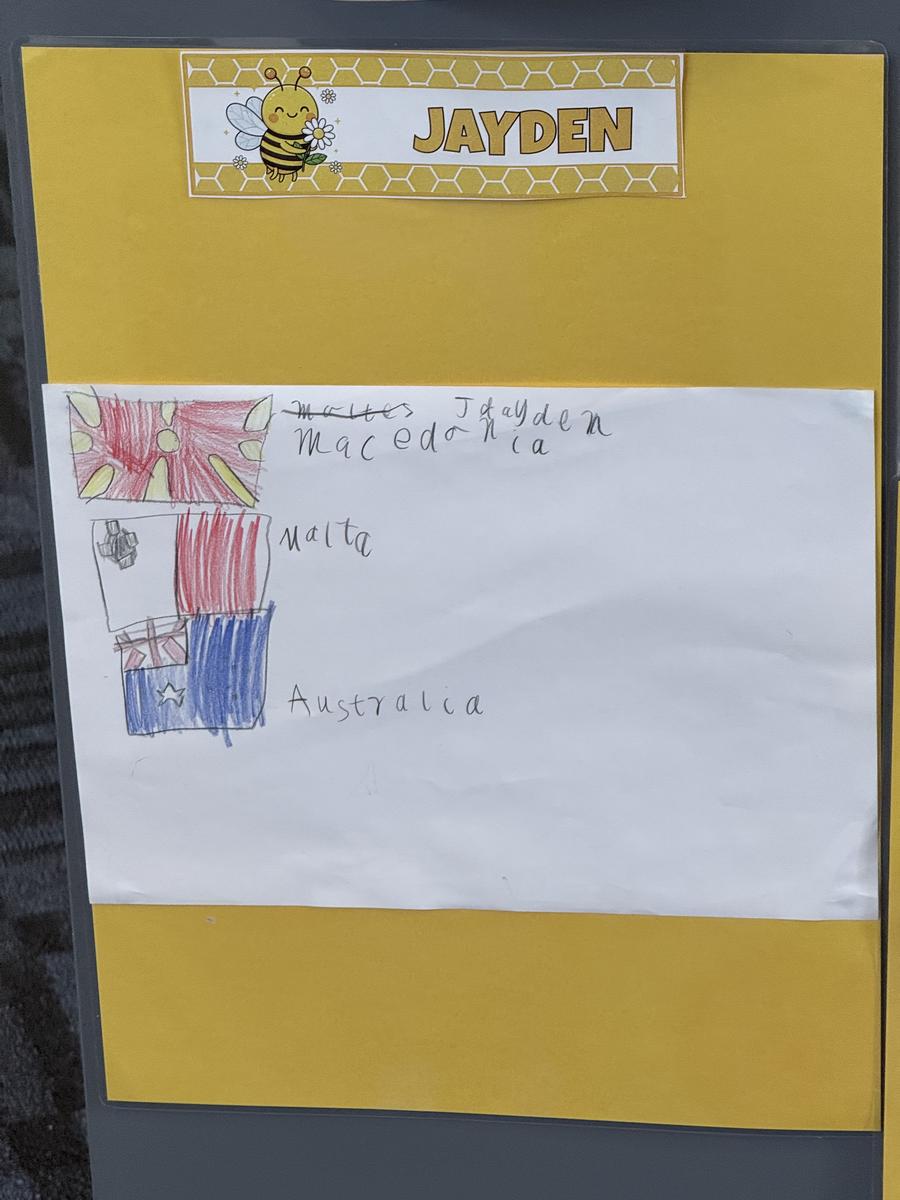 JAYDEN
maltes Jdayden
macedonia
Malta
Australia